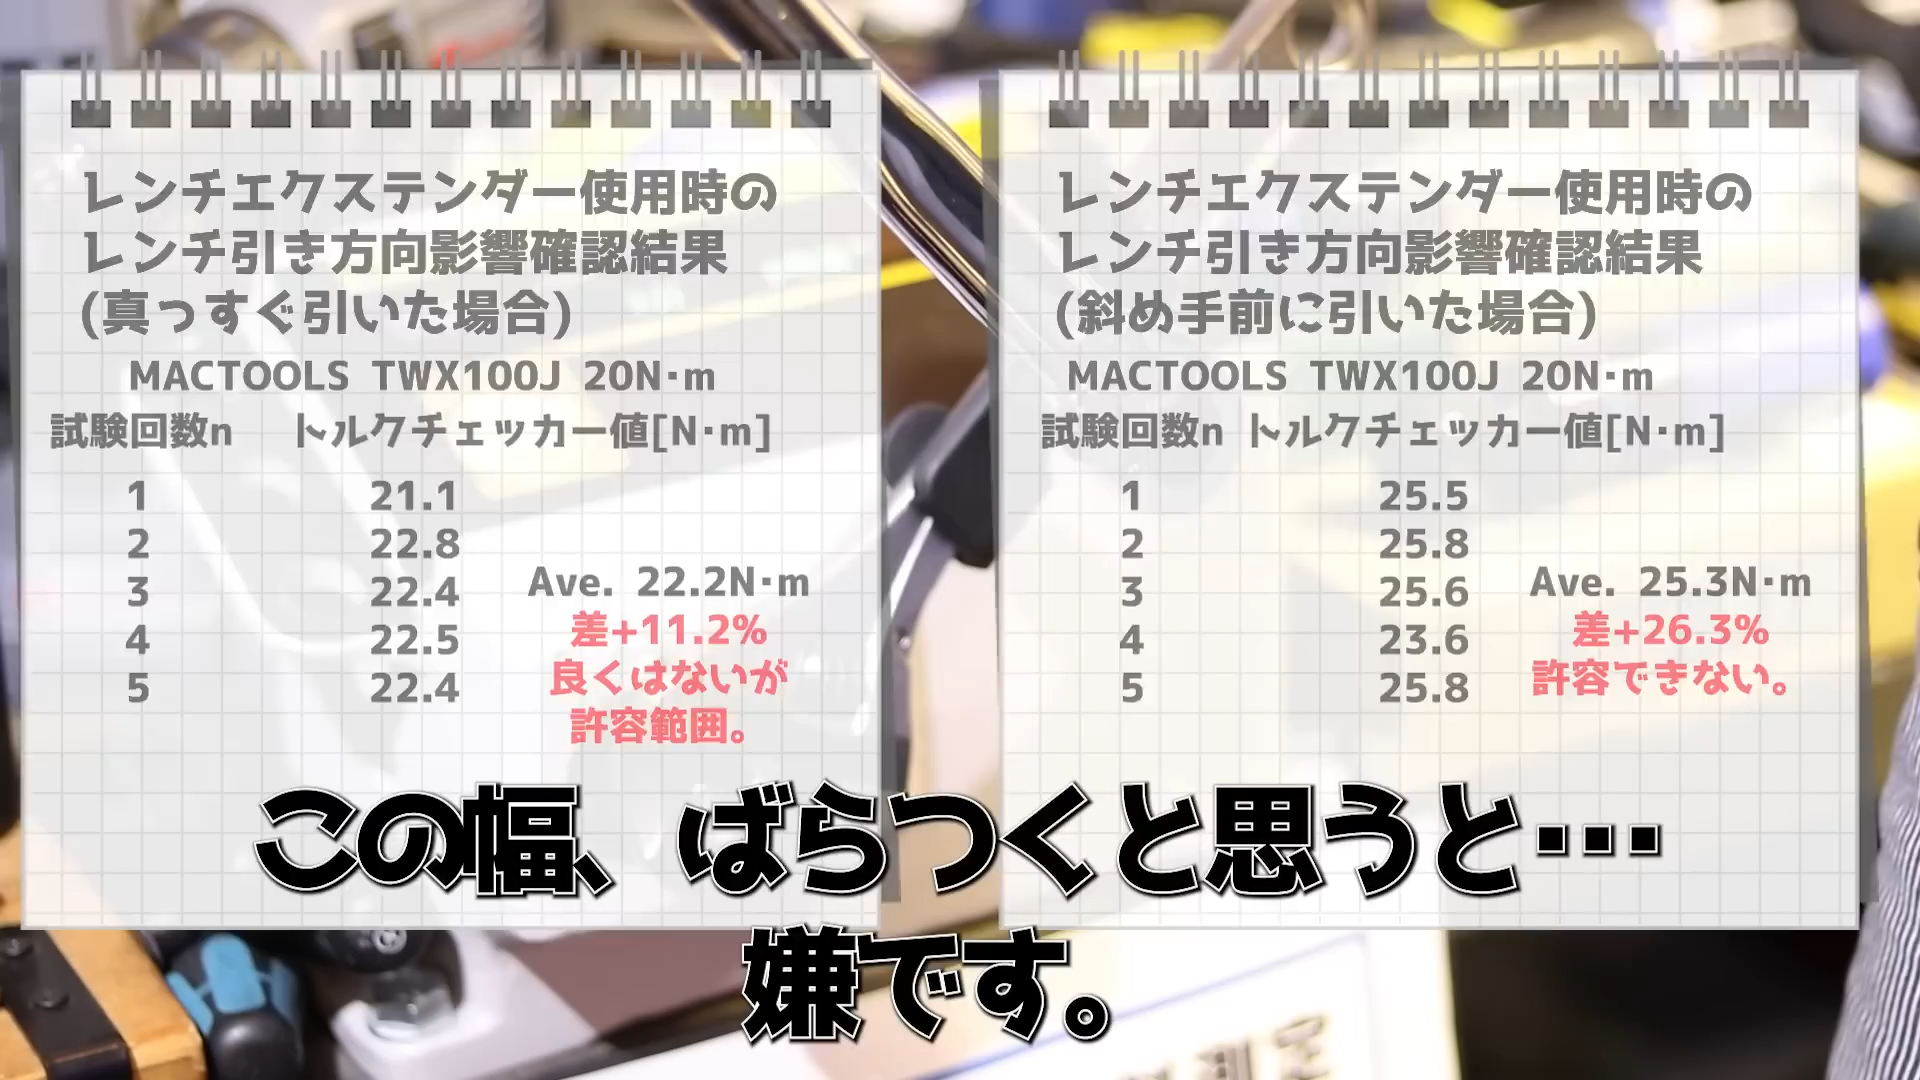 レンチエクステンダー使用時の
レンチ引き方向影響確認結果
(真っすぐ引いた場合)
MACTOOLS TWX100J 20N・m
試験回数n トルクチェッカー値[N・m]
1 21.1
2 22.8
3 22.4
4 22.5
5 22.4
Ave. 22.2N・m
差+11.2%
良くはないが
許容範囲。
レンチエクステンダー使用時の
レンチ引き方向影響確認結果
(斜め手前に引いた場合)
MACTOOLS TWX100J 20N・m
試験回数n トルクチェッカー値[N・m]
1 25.5
2 25.8
3 25.6
4 23.6
5 25.8
Ave. 25.3N・m
差+26.3%
許容できない。
この幅、ばらつくと思うと…
嫌です。